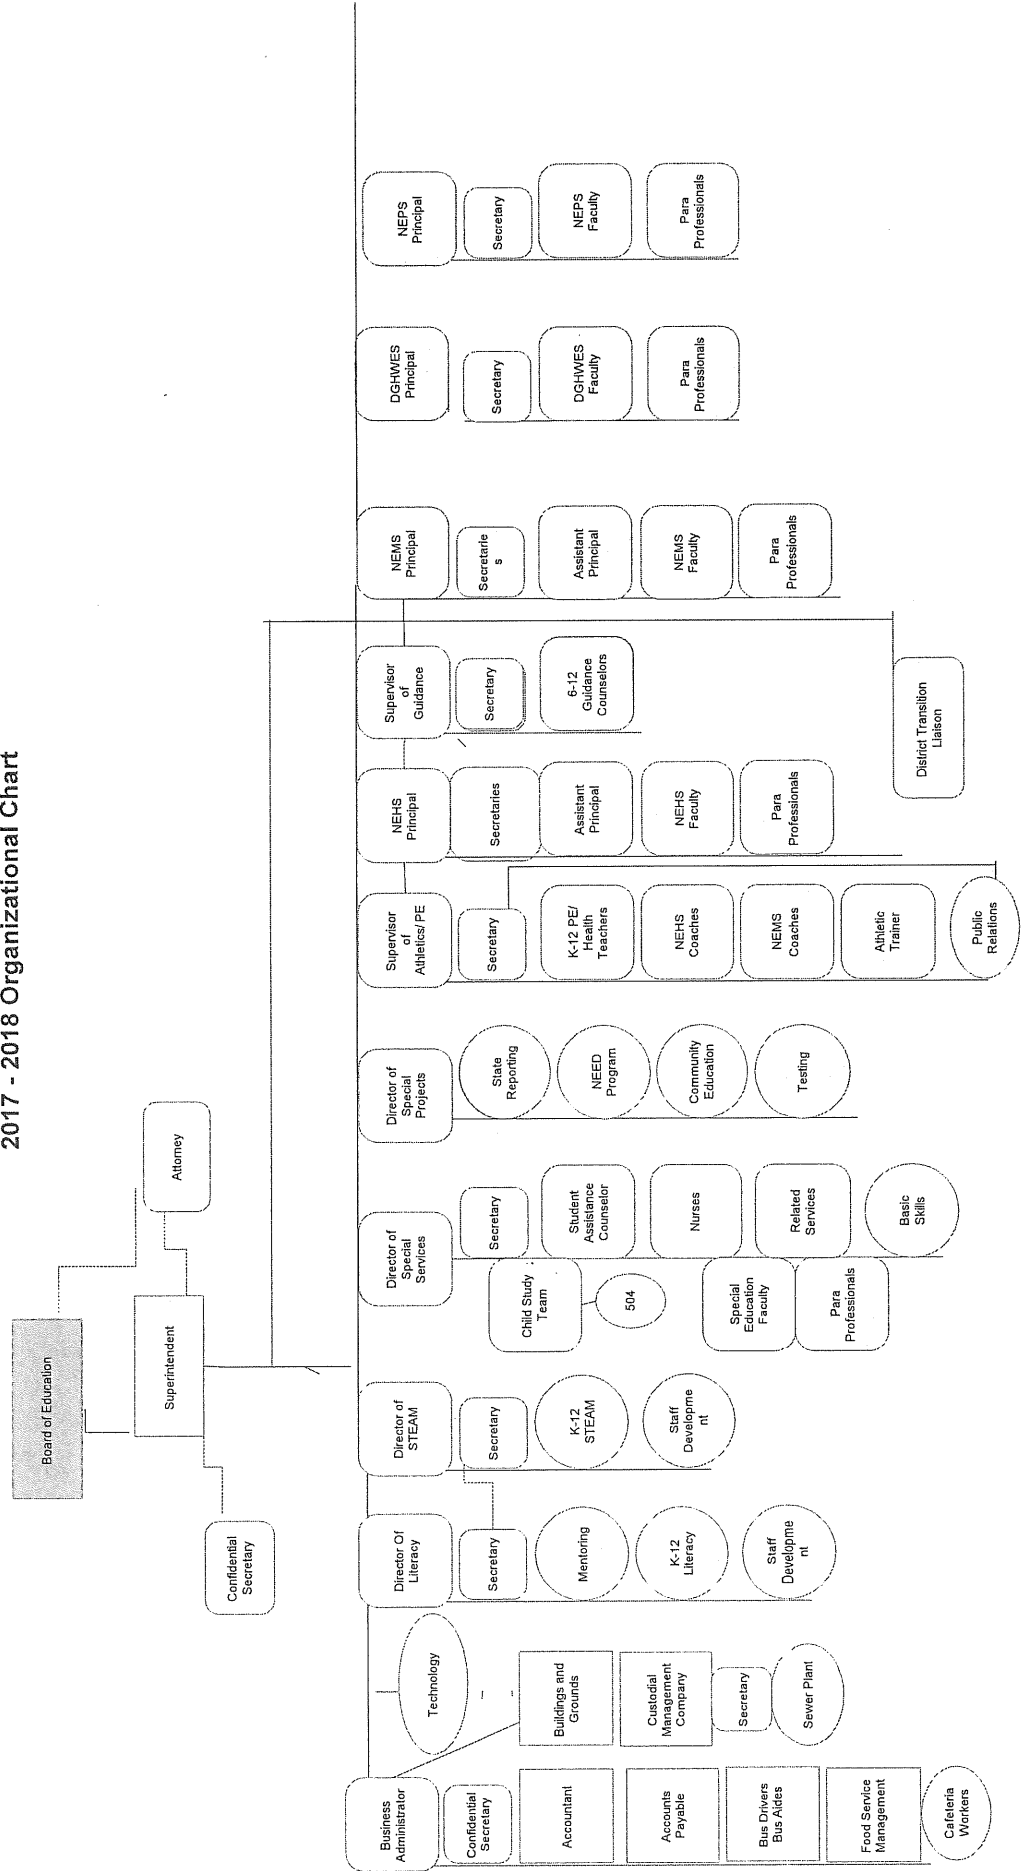 2017 - 2018 Organizational Chart
Board of Education
Superintendent
Attorney
Confidential
Secretary
Business
Administrator
Confidential
Secretary
Accountant
Accounts
Payable
Bus Drivers
Bus Aides
Food Service
Management
Cafeteria
Workers
Technology
Buildings and
Grounds
Custodial
Management
Company
Secretary
Sewer Plant
Director Of
Literacy
Secretary
Mentoring
K-12
Literacy
Staff
Developme
nt
Director of
STEAM
Secretary
K-12
STEAM
Staff
Developme
nt
Director of
Special
Services
Secretary
Child Study
Team
504
Student
Assistance
Counselor
Nurses
Special
Education
Faculty
Related
Services
Para
Professionals
Basic
Skills
Director of
Special
Projects
State
Reporting
NEED
Program
Community
Education
Testing
Supervisor
of
Athletics/PE
Secretary
K-12 PE/
Health
Teachers
NEHS
Coaches
NEMS
Coaches
Athletic
Trainer
Public
Relations
NEHS
Principal
Secretaries
Assistant
Principal
NEHS
Faculty
Para
Professionals
Supervisor
of
Guidance
Secretary
6-12
Guidance
Counselors
District Transition
Liaison
NEMS
Principal
Secretarie
s
Assistant
Principal
NEMS
Faculty
Para
Professionals
DGHWES
Principal
Secretary
DGHWES
Faculty
Para
Professionals
NEPS
Principal
Secretary
NEPS
Faculty
Para
Professionals